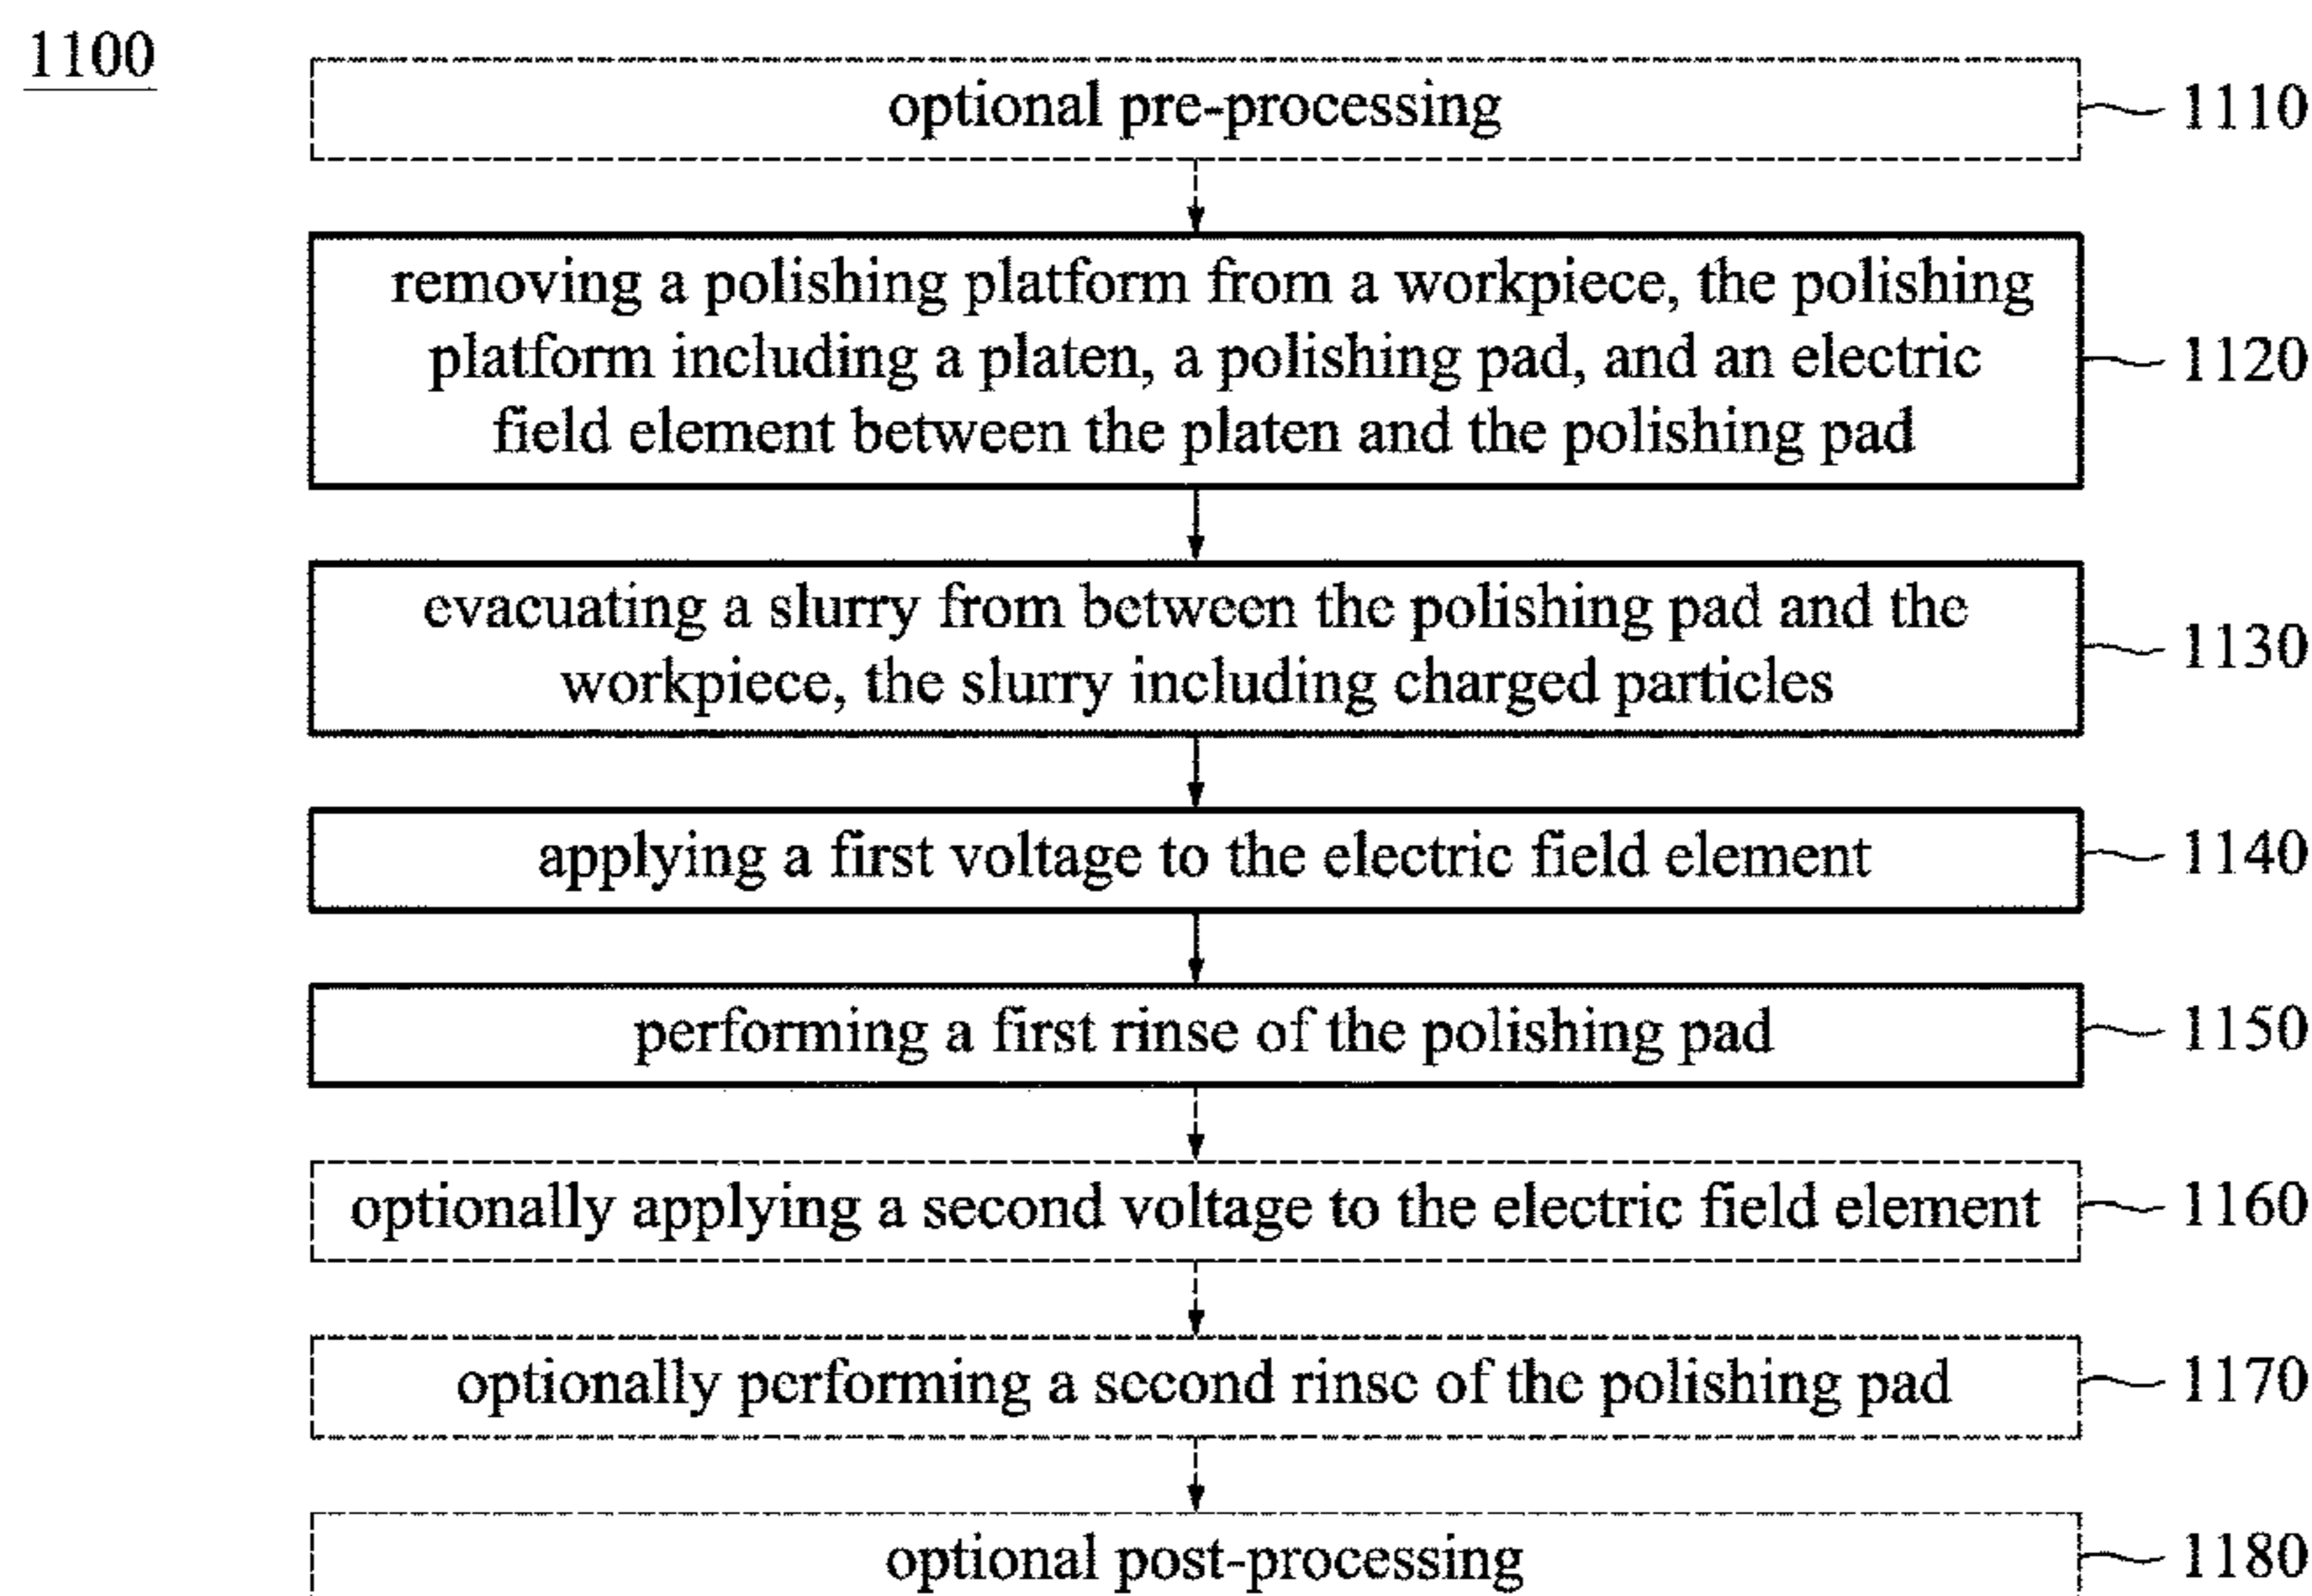 1100
optional pre-processing
1110
removing a polishing platform from a workpiece, the polishing
platform including a platen, a polishing pad, and an electric
field element between the platen and the polishing pad
1120
evacuating a slurry from between the polishing pad and the
workpiece, the slurry including charged particles
1130
applying a first voltage to the electric field element
1140
performing a first rinse of the polishing pad
1150
optionally applying a second voltage to the electric field element
1160
optionally performing a second rinse of the polishing pad
1170
optional post-processing
1180